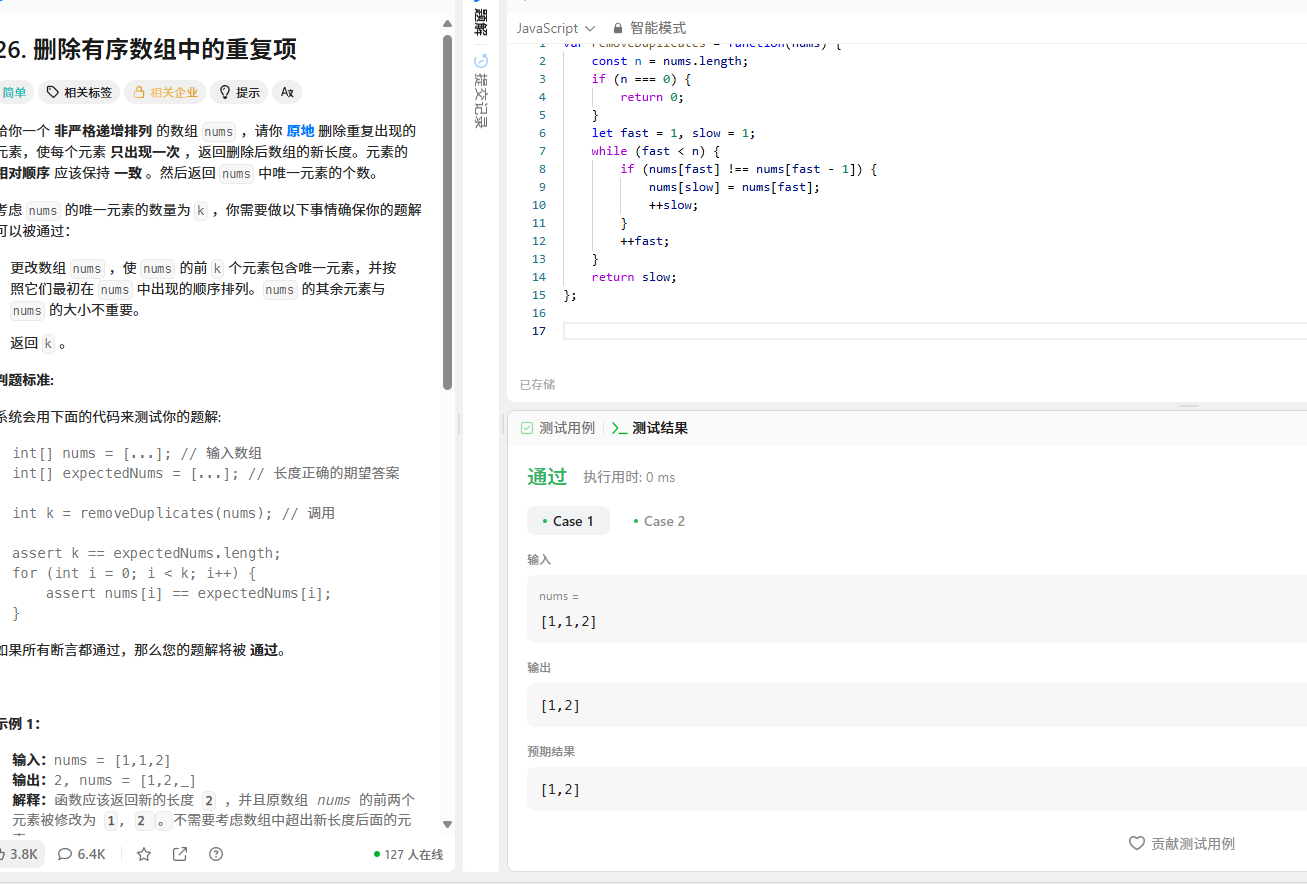 26. 删除有序数组中的重复项
简单 相关标签 相关企业 提示 Aあ
给你一个 非严格递增排列 的数组 nums ，请你 原地 删除重复出现的
元素，使每个元素 只出现一次 ，返回删除后数组的新长度。元素的
相对顺序 应该保持 一致 。然后返回 nums 中唯一元素的个数。
考虑 nums 的唯一元素的数量为 k ，你需要做以下事情确保你的题解
可以被通过：
更改数组 nums ，使 nums 的前 k 个元素包含唯一元素，并按
照它们最初在 nums 中出现的顺序排列。nums 的其余元素与
nums 的大小不重要。
返回 k 。
判题标准:
系统会用下面的代码来测试你的题解:
int[] nums = [...]; // 输入数组
int[] expectedNums = [...]; // 长度正确的期望答案
int k = removeDuplicates(nums); // 调用
assert k == expectedNums.length;
for (int i = 0; i < k; i++) {
    assert nums[i] == expectedNums[i];
}
如果所有断言都通过，那么您的题解将被 通过。
示例 1：
输入：nums = [1,1,2]
输出：2, nums = [1,2,_]
解释：函数应该返回新的长度 2 ，并且原数组 nums 的前两个
元素被修改为 1, 2 。不需要考虑数组中超出新长度后面的元
3.8K 6.4K 127 人在线
题解
提交记录
JavaScript 智能模式
1 var removeDuplicates = function(nums) {
2     const n = nums.length;
3     if (n === 0) {
4         return 0;
5     }
6     let fast = 1, slow = 1;
7     while (fast < n) {
8         if (nums[fast] !== nums[fast - 1]) {
9             nums[slow] = nums[fast];
10             ++slow;
11         }
12         ++fast;
13     }
14     return slow;
15 };
16
17
已存储
测试用例 >_ 测试结果
通过 执行用时: 0 ms
• Case 1 • Case 2
输入
nums =
[1,1,2]
输出
[1,2]
预期结果
[1,2]
贡献测试用例